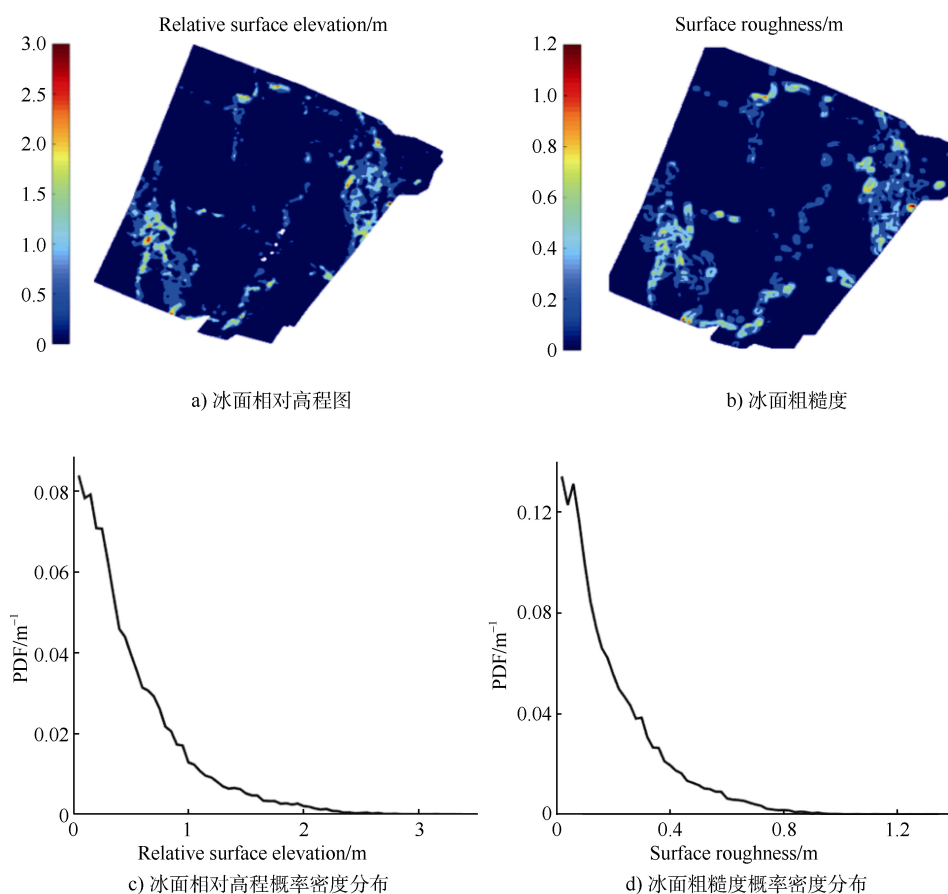 Relative surface elevation/m
3.0
2.5
2.0
1.5
1.0
0.5
0
a) 冰面相对高程图
Surface roughness/m
1.2
1.0
0.8
0.6
0.4
0.2
0
b) 冰面粗糙度
PDF/m⁻¹
0.08
0.06
0.04
0.02
0
0 1 2 3
Relative surface elevation/m
c) 冰面相对高程概率密度分布
PDF/m⁻¹
0.12
0.08
0.04
0
0 0.4 0.8 1.2
Surface roughness/m
d) 冰面粗糙度概率密度分布